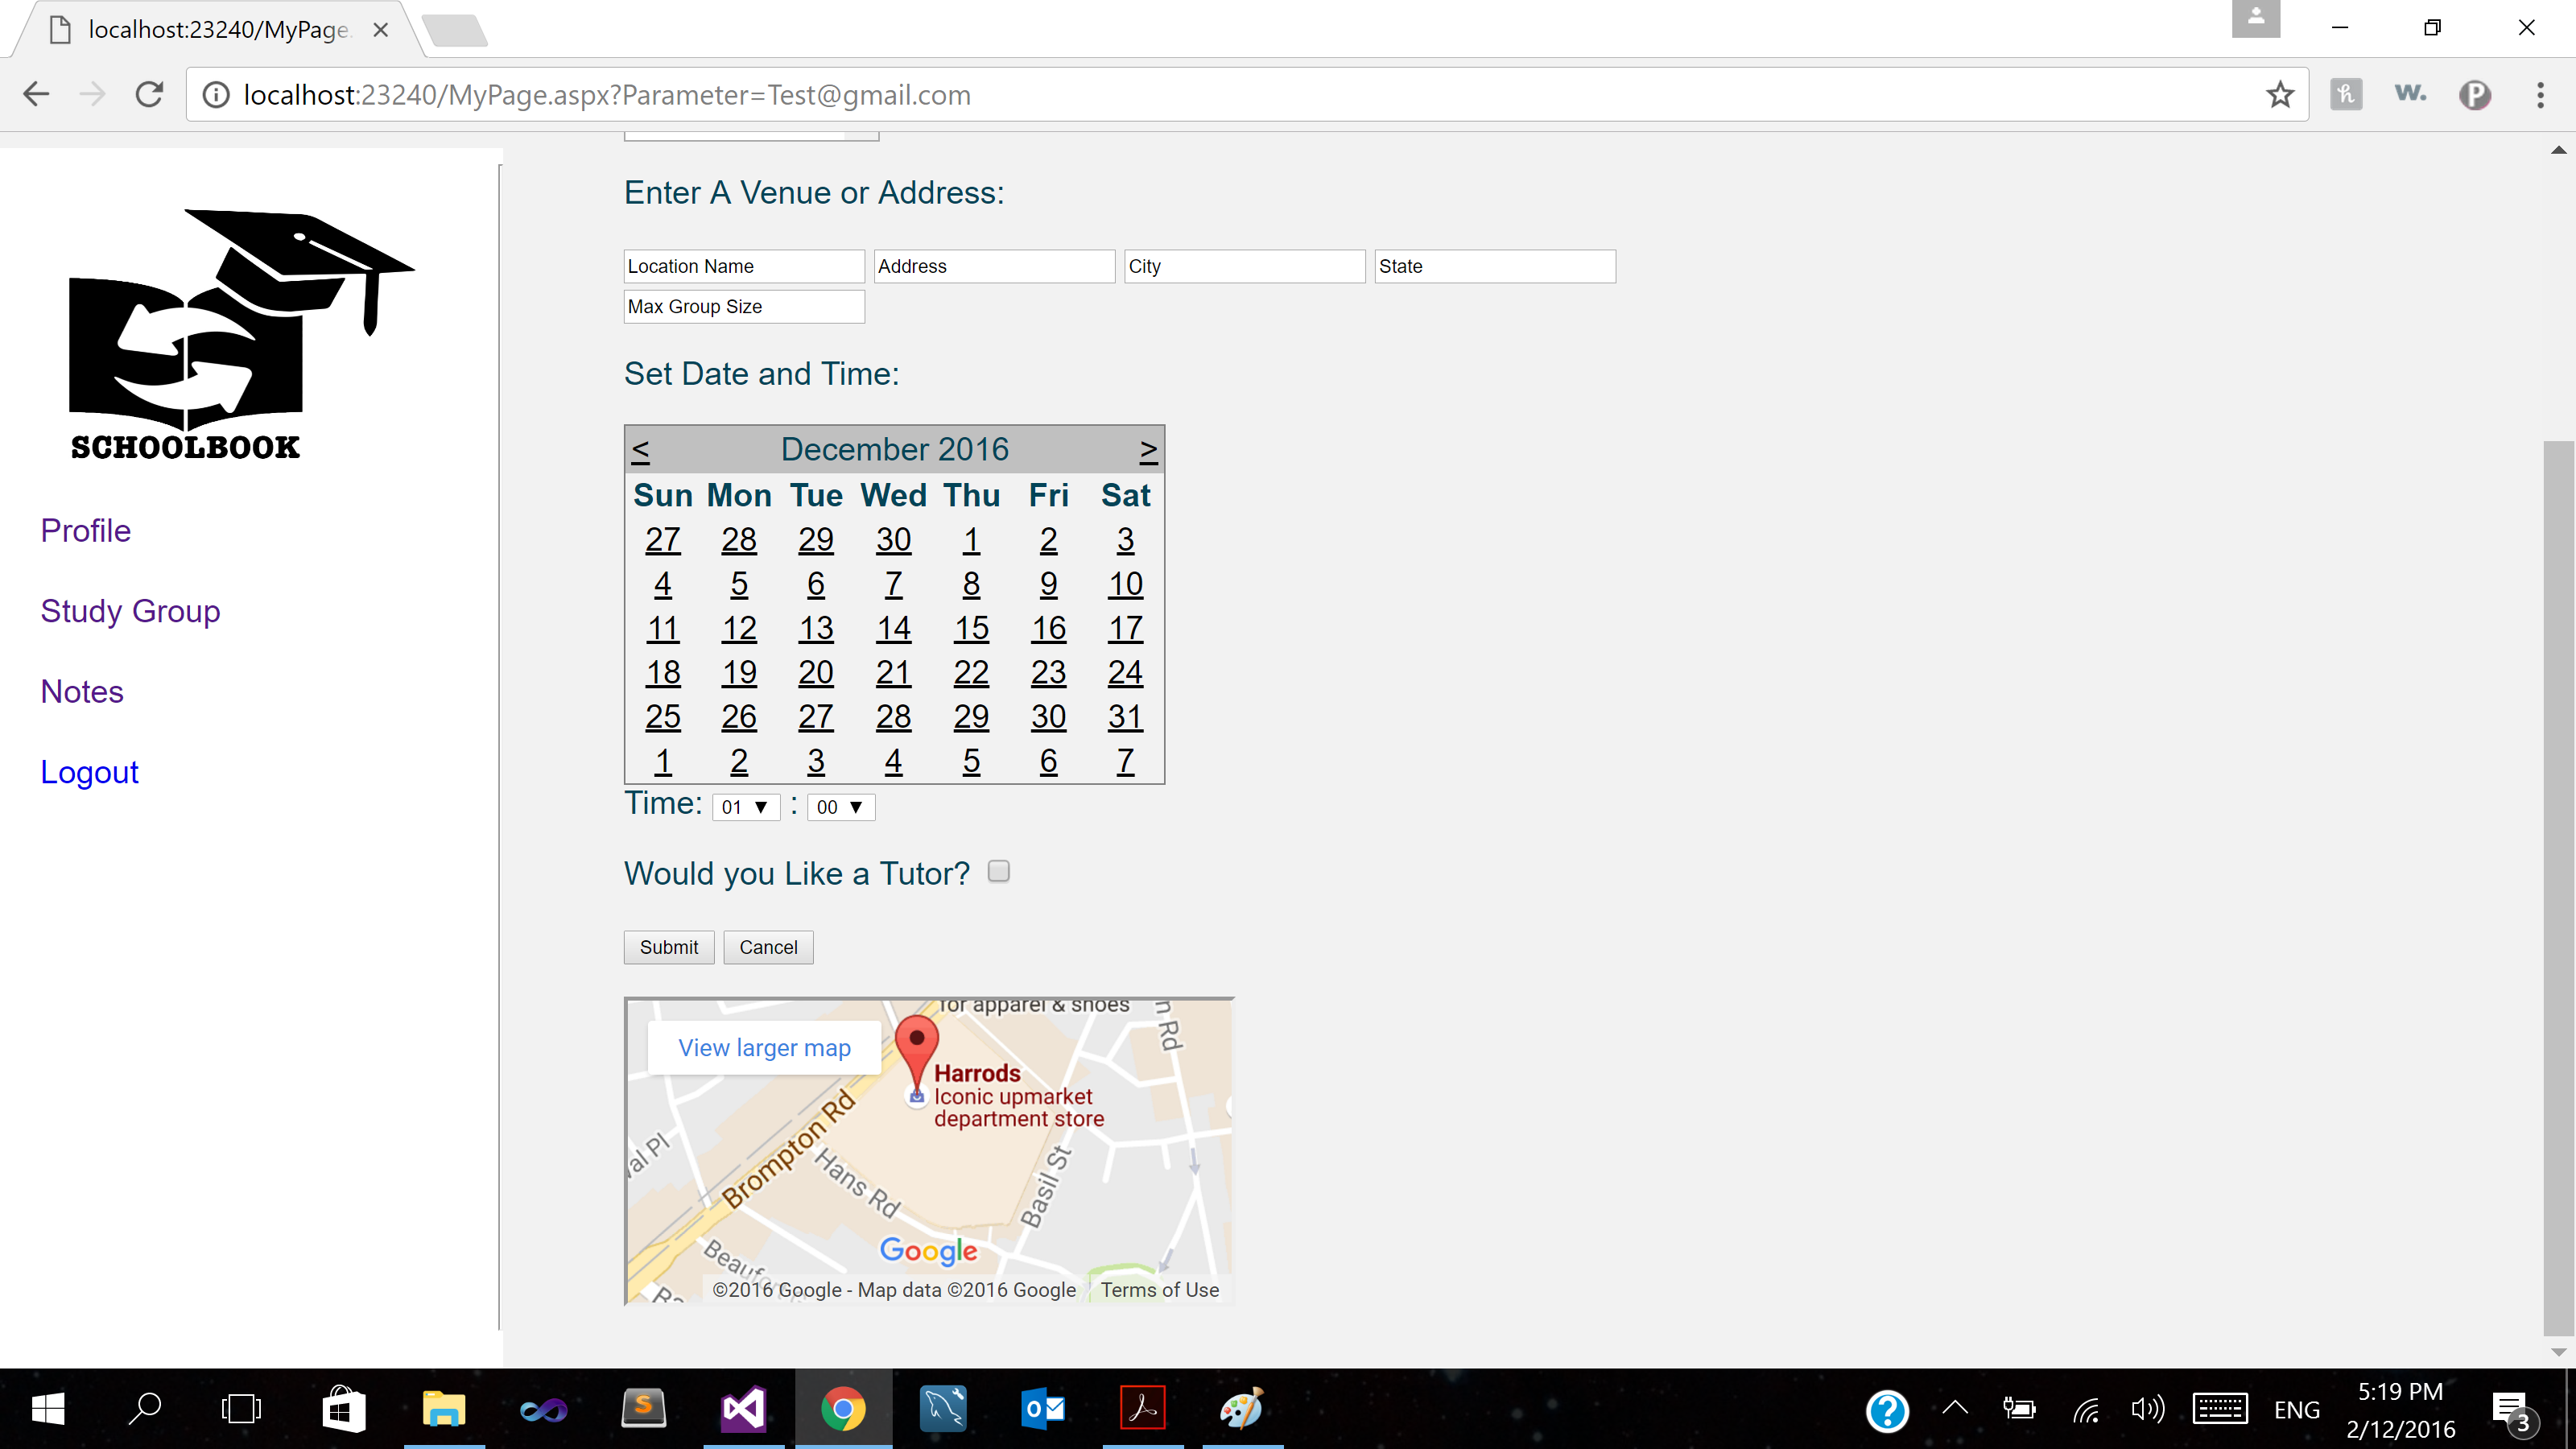 localhost:23240/MyPage.
localhost:23240/MyPage.aspx?Parameter=Test@gmail.com
SCHOOLBOOK
Profile
Study Group
Notes
Logout
Enter A Venue or Address:
Location Name Address City State
Max Group Size
Set Date and Time:
< December 2016 >
Sun Mon Tue Wed Thu Fri Sat
27 28 29 30 1 2 3
4 5 6 7 8 9 10
11 12 13 14 15 16 17
18 19 20 21 22 23 24
25 26 27 28 29 30 31
1 2 3 4 5 6 7
Time: 01 : 00
Would you Like a Tutor?
Submit Cancel
for apparel & shoes
View larger map
Harrods
Iconic upmarket
department store
Brompton Rd
Hans Rd
Basil St
Rd
Pl
Google
©2016 Google - Map data ©2016 Google Terms of Use
ENG
5:19 PM
2/12/2016
3